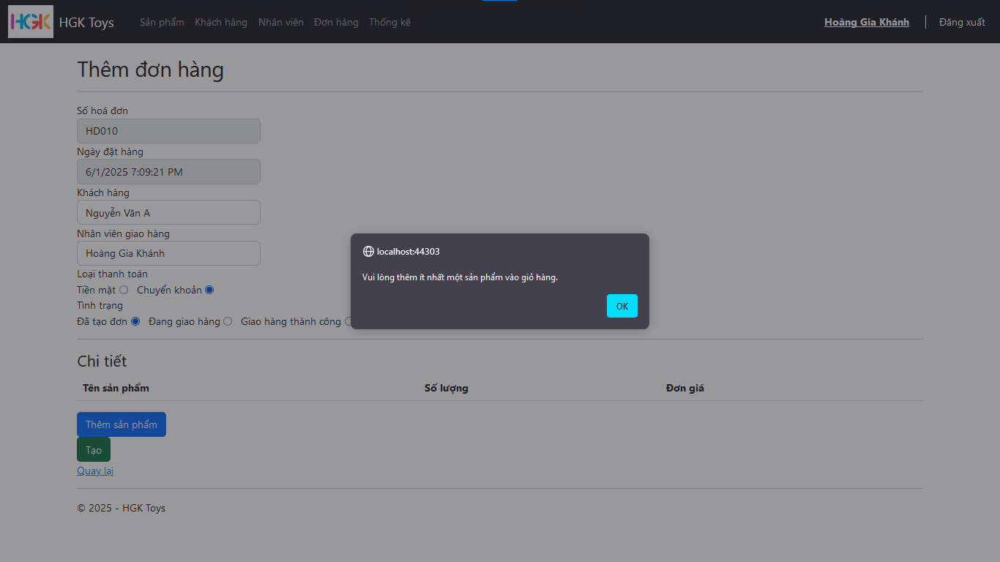 HGK HGK Toys Sản phẩm Khách hàng Nhân viên Đơn hàng Thống kê Hoàng Gia Khánh Đăng xuất
Thêm đơn hàng
Số hoá đơn
HD010
Ngày đặt hàng
6/1/2025 7:09:21 PM
Khách hàng
Nguyễn Văn A
Nhân viên giao hàng
Hoàng Gia Khánh
Loại thanh toán
Tiền mặt Chuyển khoản
Tình trạng
Đã tạo đơn Đang giao hàng Giao hàng thành công
localhost:44303
Vui lòng thêm ít nhất một sản phẩm vào giỏ hàng.
OK
Chi tiết
Tên sản phẩm Số lượng Đơn giá
Thêm sản phẩm
Tạo
Quay lại
© 2025 - HGK Toys